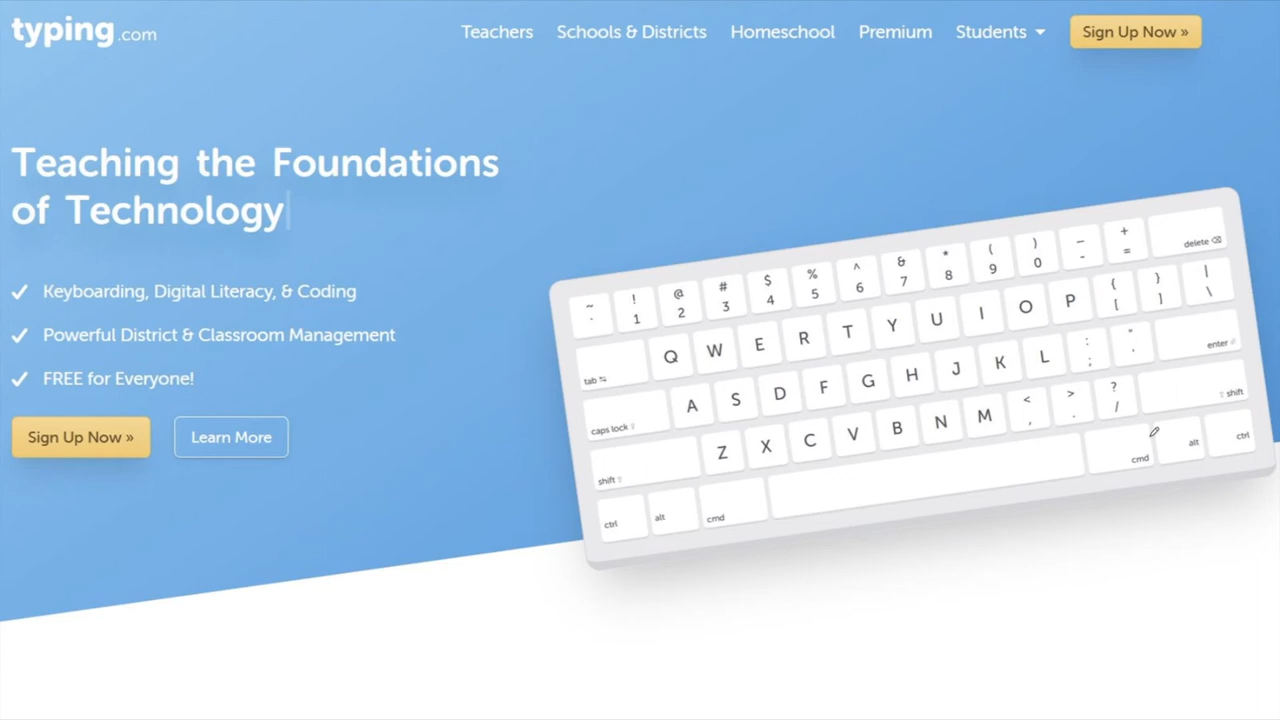 typing.com
Teachers Schools & Districts Homeschool Premium Students Sign Up Now »
Teaching the Foundations
of Technology
Keyboarding, Digital Literacy, & Coding
Powerful District & Classroom Management
FREE for Everyone!
Sign Up Now » Learn More
~ ! @ # $ % ^ & * ( ) — +
` 1 2 3 4 5 6 7 8 9 0 - = delete
tab Q W E R T Y U I O P { [ } ] | \
caps lock A S D F G H J K L : ; " ' enter
shift Z X C V B N M < , > . ? / shift
ctrl alt cmd cmd alt ctrl